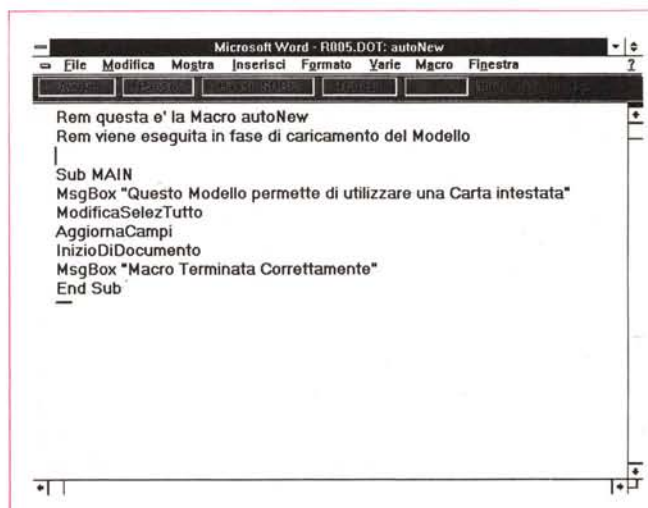 Microsoft Word - R005.DOT: autoNew
File Modifica Mostra Inserisci Formato Varie Macro Finestra ?
Rem questa e' la Macro autoNew
Rem viene eseguita in fase di caricamento del Modello
Sub MAIN
MsgBox "Questo Modello permette di utilizzare una Carta intestata"
ModificaSelezTutto
AggiornaCampi
InizioDiDocumento
MsgBox "Macro Terminata Correttamente"
End Sub